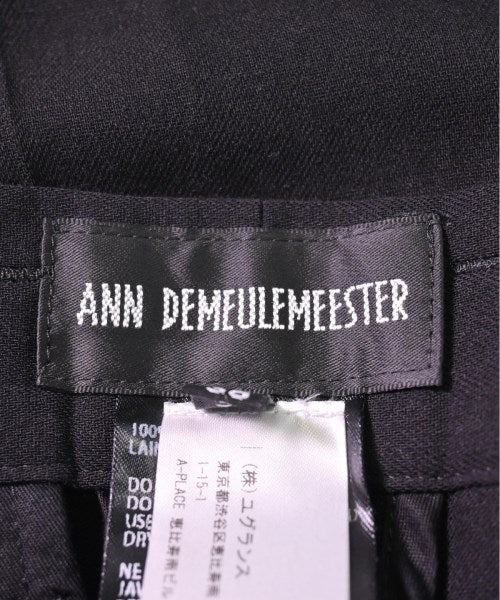 ANN DEMEULEMEESTER
100%
LAIN
DO
DO
USE
DRY
NE
JAV
(株)ユグランス
東京都渋谷区恵比寿南
1-15-1
A-PLACE 恵比寿南ビル